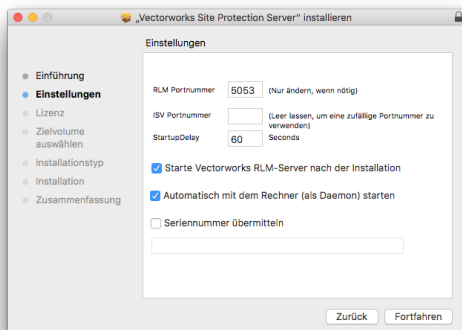 „Vectorworks Site Protection Server“ installieren
Einstellungen
Einführung
Einstellungen
Lizenz
Zielvolume
auswählen
Installationstyp
Installation
Zusammenfassung
RLM Portnummer 5053 (Nur ändern, wenn nötig)
ISV Portnummer (Leer lassen, um eine zufällige Portnummer zu
verwenden)
StartupDelay 60 Seconds
Starte Vectorworks RLM-Server nach der Installation
Automatisch mit dem Rechner (als Daemon) starten
Seriennummer übermitteln
Zurück Fortfahren